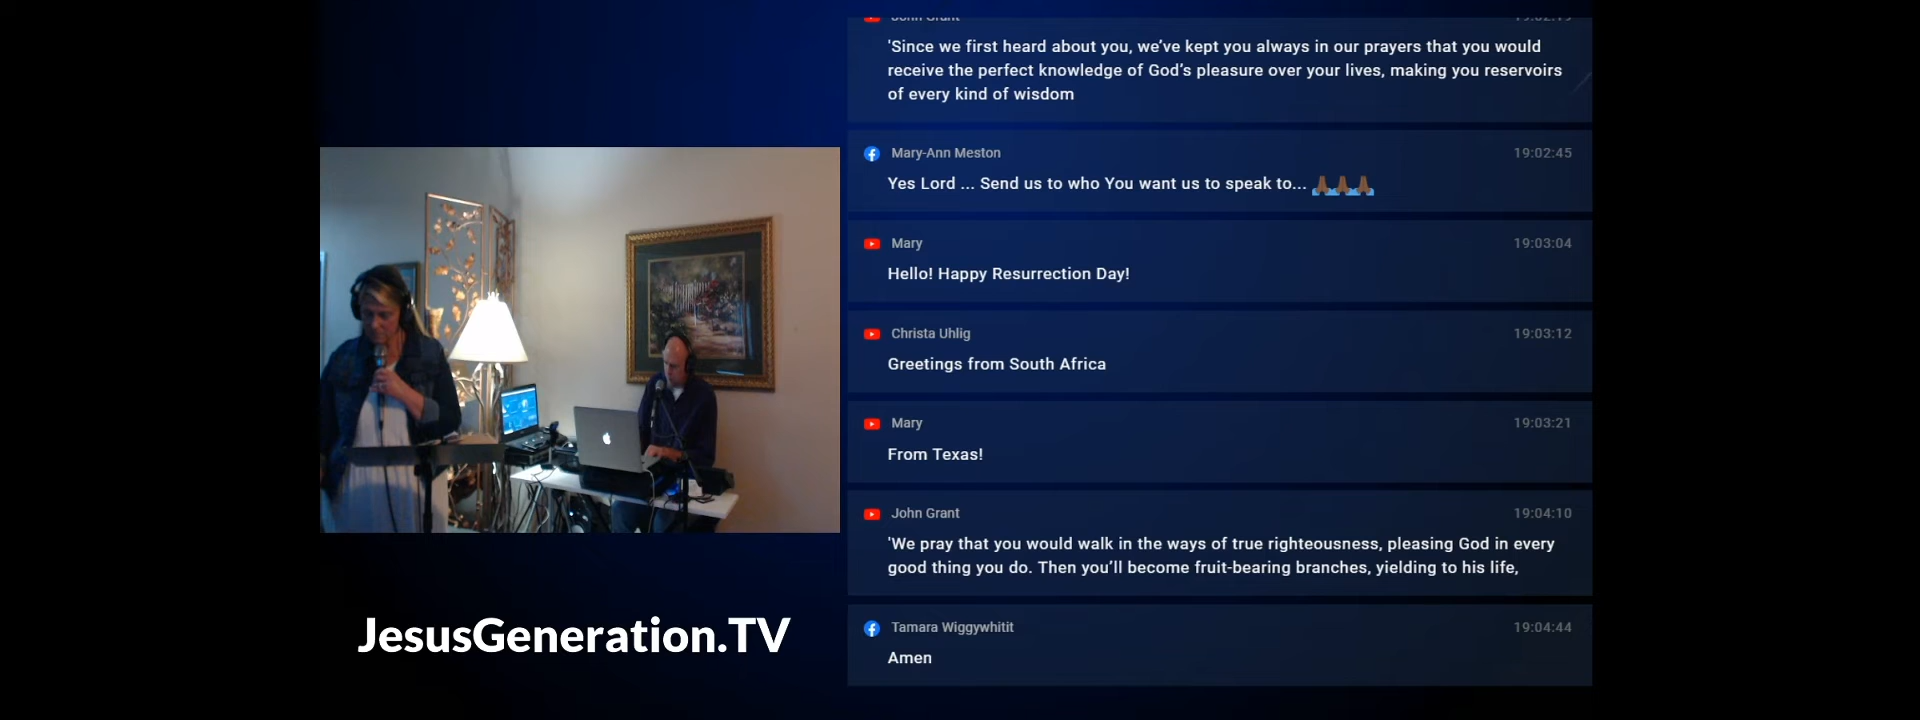 John Grant 19:02:19
'Since we first heard about you, we’ve kept you always in our prayers that you would
receive the perfect knowledge of God’s pleasure over your lives, making you reservoirs
of every kind of wisdom
Mary-Ann Meston 19:02:45
Yes Lord ... Send us to who You want us to speak to... 🙏🏾🙏🏾🙏🏾
Mary 19:03:04
Hello! Happy Resurrection Day!
Christa Uhlig 19:03:12
Greetings from South Africa
Mary 19:03:21
From Texas!
John Grant 19:04:10
'We pray that you would walk in the ways of true righteousness, pleasing God in every
good thing you do. Then you’ll become fruit-bearing branches, yielding to his life,
Tamara Wiggywhitit 19:04:44
Amen
JesusGeneration.TV